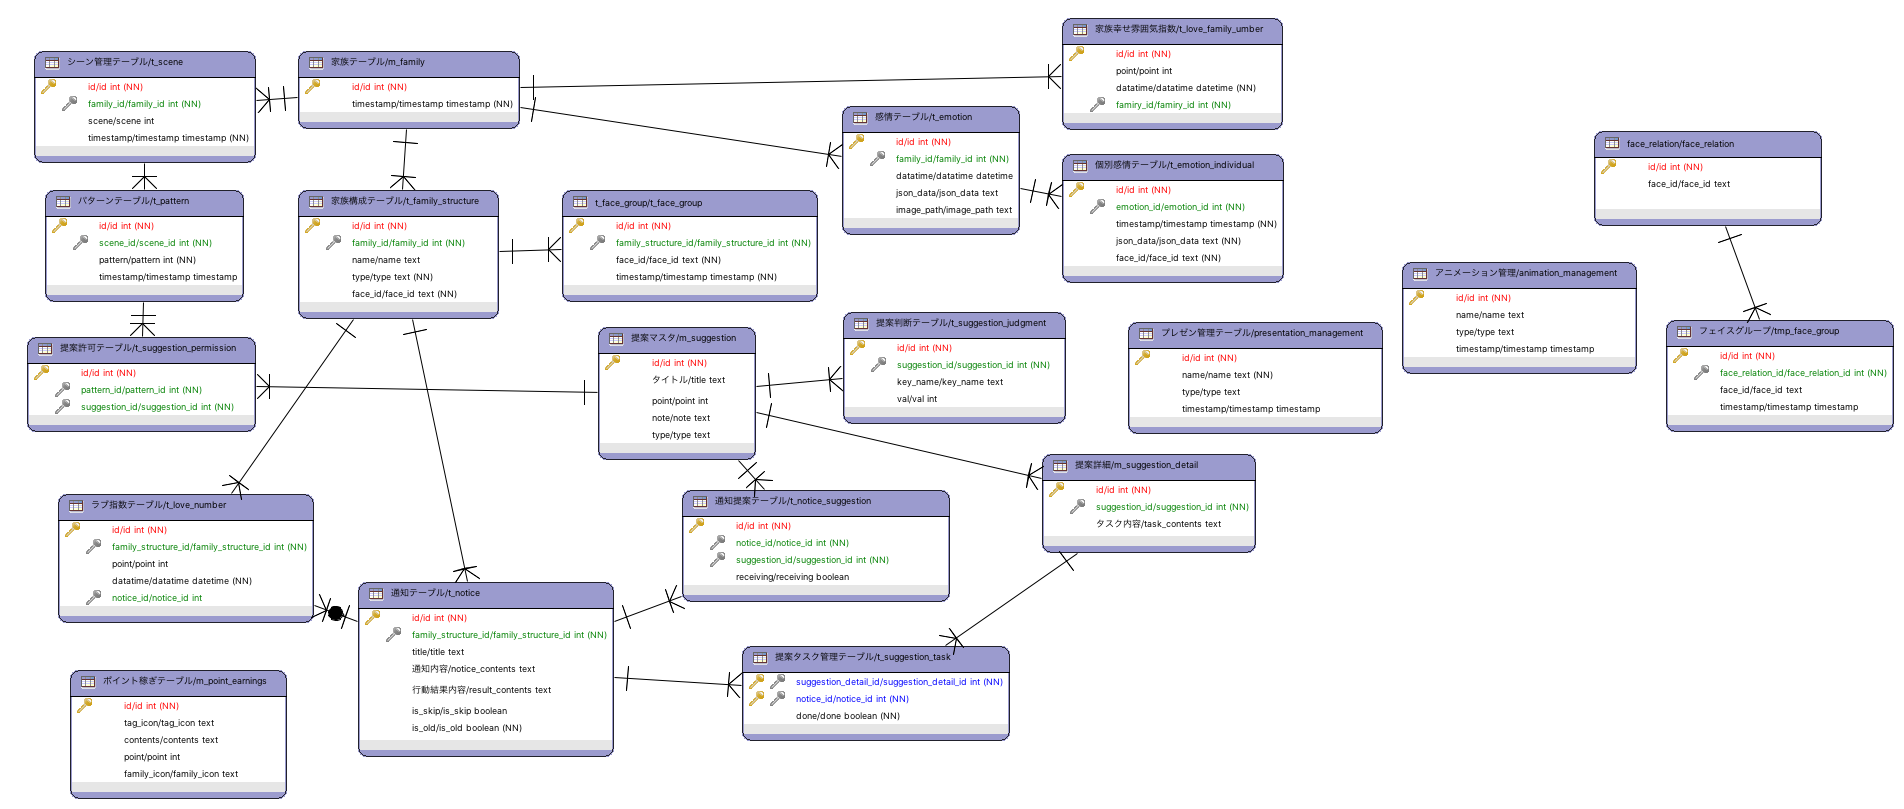 シーン管理テーブル/t_scene
id/id int (NN)
family_id/family_id int (NN)
scene/scene int
timestamp/timestamp timestamp (NN)
家族テーブル/m_family
id/id int (NN)
timestamp/timestamp timestamp (NN)
家族幸せ雰囲気指数/t_love_family_umber
id/id int (NN)
point/point int
datatime/datatime datetime (NN)
famiry_id/famiry_id int (NN)
感情テーブル/t_emotion
id/id int (NN)
family_id/family_id int (NN)
datatime/datatime datetime
json_data/json_data text
image_path/image_path text
個別感情テーブル/t_emotion_individual
id/id int (NN)
emotion_id/emotion_id int (NN)
timestamp/timestamp timestamp (NN)
json_data/json_data text (NN)
face_id/face_id text (NN)
face_relation/face_relation
id/id int (NN)
face_id/face_id text
パターンテーブル/t_pattern
id/id int (NN)
scene_id/scene_id int (NN)
pattern/pattern int (NN)
timestamp/timestamp timestamp
家族構成テーブル/t_family_structure
id/id int (NN)
family_id/family_id int (NN)
name/name text
type/type text (NN)
face_id/face_id text (NN)
t_face_group/t_face_group
id/id int (NN)
family_structure_id/family_structure_id int (NN)
face_id/face_id text (NN)
timestamp/timestamp timestamp (NN)
アニメーション管理/animation_management
id/id int (NN)
name/name text
type/type text
timestamp/timestamp timestamp
提案許可テーブル/t_suggestion_permission
id/id int (NN)
pattern_id/pattern_id int (NN)
suggestion_id/suggestion_id int (NN)
提案マスタ/m_suggestion
id/id int (NN)
タイトル/title text
point/point int
note/note text
type/type text
提案判断テーブル/t_suggestion_judgment
id/id int (NN)
suggestion_id/suggestion_id int (NN)
key_name/key_name text
val/val int
プレゼン管理テーブル/presentation_management
id/id int (NN)
name/name text (NN)
type/type text
timestamp/timestamp timestamp
フェイスグループ/tmp_face_group
id/id int (NN)
face_relation_id/face_relation_id int (NN)
face_id/face_id text
timestamp/timestamp timestamp
提案詳細/m_suggestion_detail
id/id int (NN)
suggestion_id/suggestion_id int (NN)
タスク内容/task_contents text
ラブ指数テーブル/t_love_number
id/id int (NN)
family_structure_id/family_structure_id int (NN)
point/point int
datatime/datatime datetime (NN)
notice_id/notice_id int
通知提案テーブル/t_notice_suggestion
id/id int (NN)
notice_id/notice_id int (NN)
suggestion_id/suggestion_id int (NN)
receiving/receiving boolean
通知テーブル/t_notice
id/id int (NN)
family_structure_id/family_structure_id int (NN)
title/title text
通知内容/notice_contents text
行動結果内容/result_contents text
is_skip/is_skip boolean
is_old/is_old boolean (NN)
提案タスク管理テーブル/t_suggestion_task
suggestion_detail_id/suggestion_detail_id int (NN)
notice_id/notice_id int (NN)
done/done boolean (NN)
ポイント稼ぎテーブル/m_point_earnings
id/id int (NN)
tag_icon/tag_icon text
contents/contents text
point/point int
family_icon/family_icon text